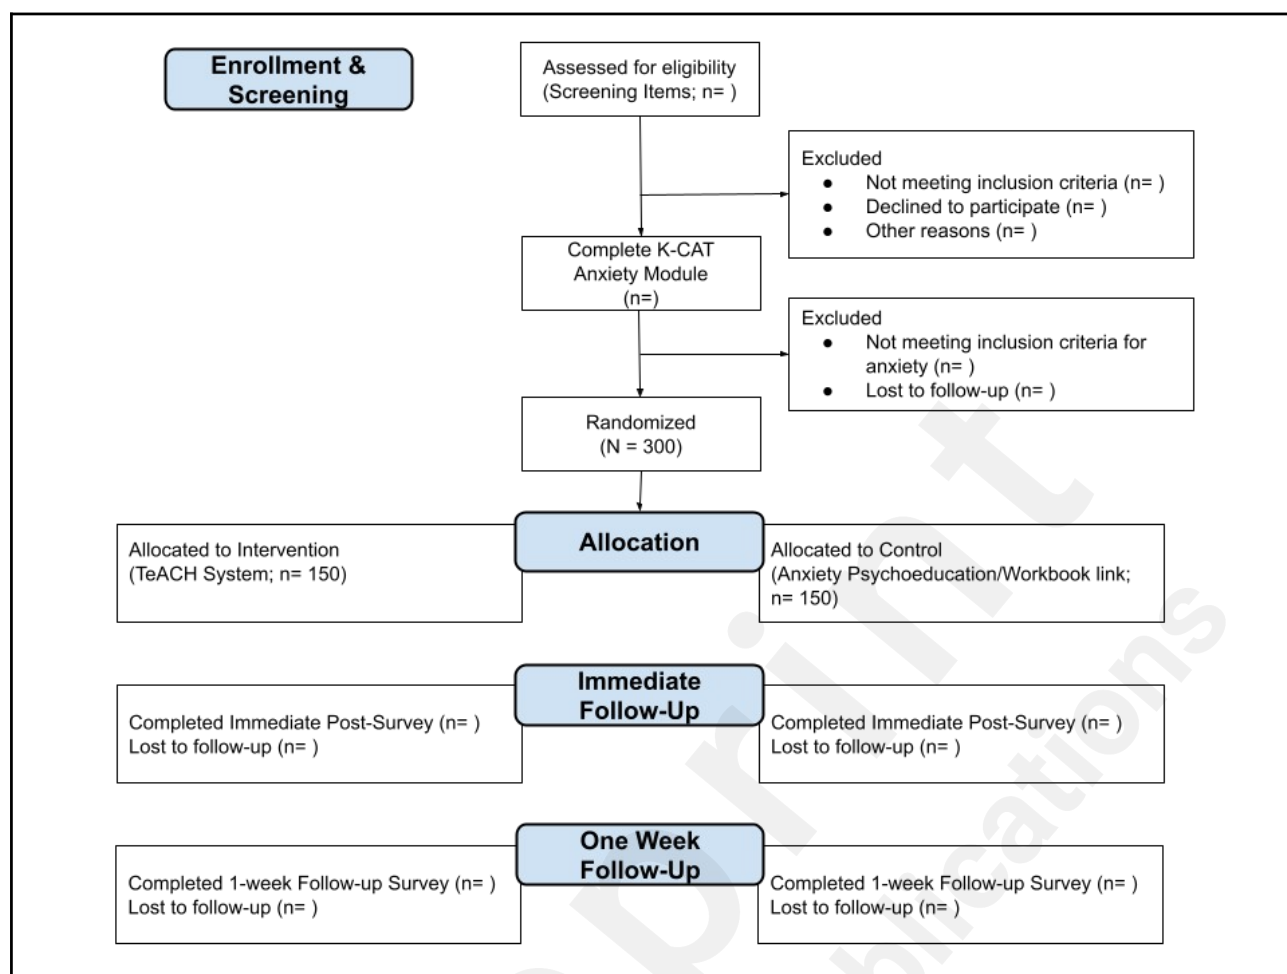 Enrollment &
Screening
Assessed for eligibility
(Screening Items; n= )
Excluded
● Not meeting inclusion criteria (n= )
● Declined to participate (n= )
● Other reasons (n= )
Complete K-CAT
Anxiety Module
(n=)
Excluded
● Not meeting inclusion criteria for
anxiety (n= )
● Lost to follow-up (n= )
Randomized
(N = 300)
Allocation
Allocated to Intervention
(TeACH System; n= 150)
Allocated to Control
(Anxiety Psychoeducation/Workbook link;
n= 150)
Immediate
Follow-Up
Completed Immediate Post-Survey (n= )
Lost to follow-up (n= )
Completed Immediate Post-Survey (n= )
Lost to follow-up (n= )
One Week
Follow-Up
Completed 1-week Follow-up Survey (n= )
Lost to follow-up (n= )
Completed 1-week Follow-up Survey (n= )
Lost to follow-up (n= )